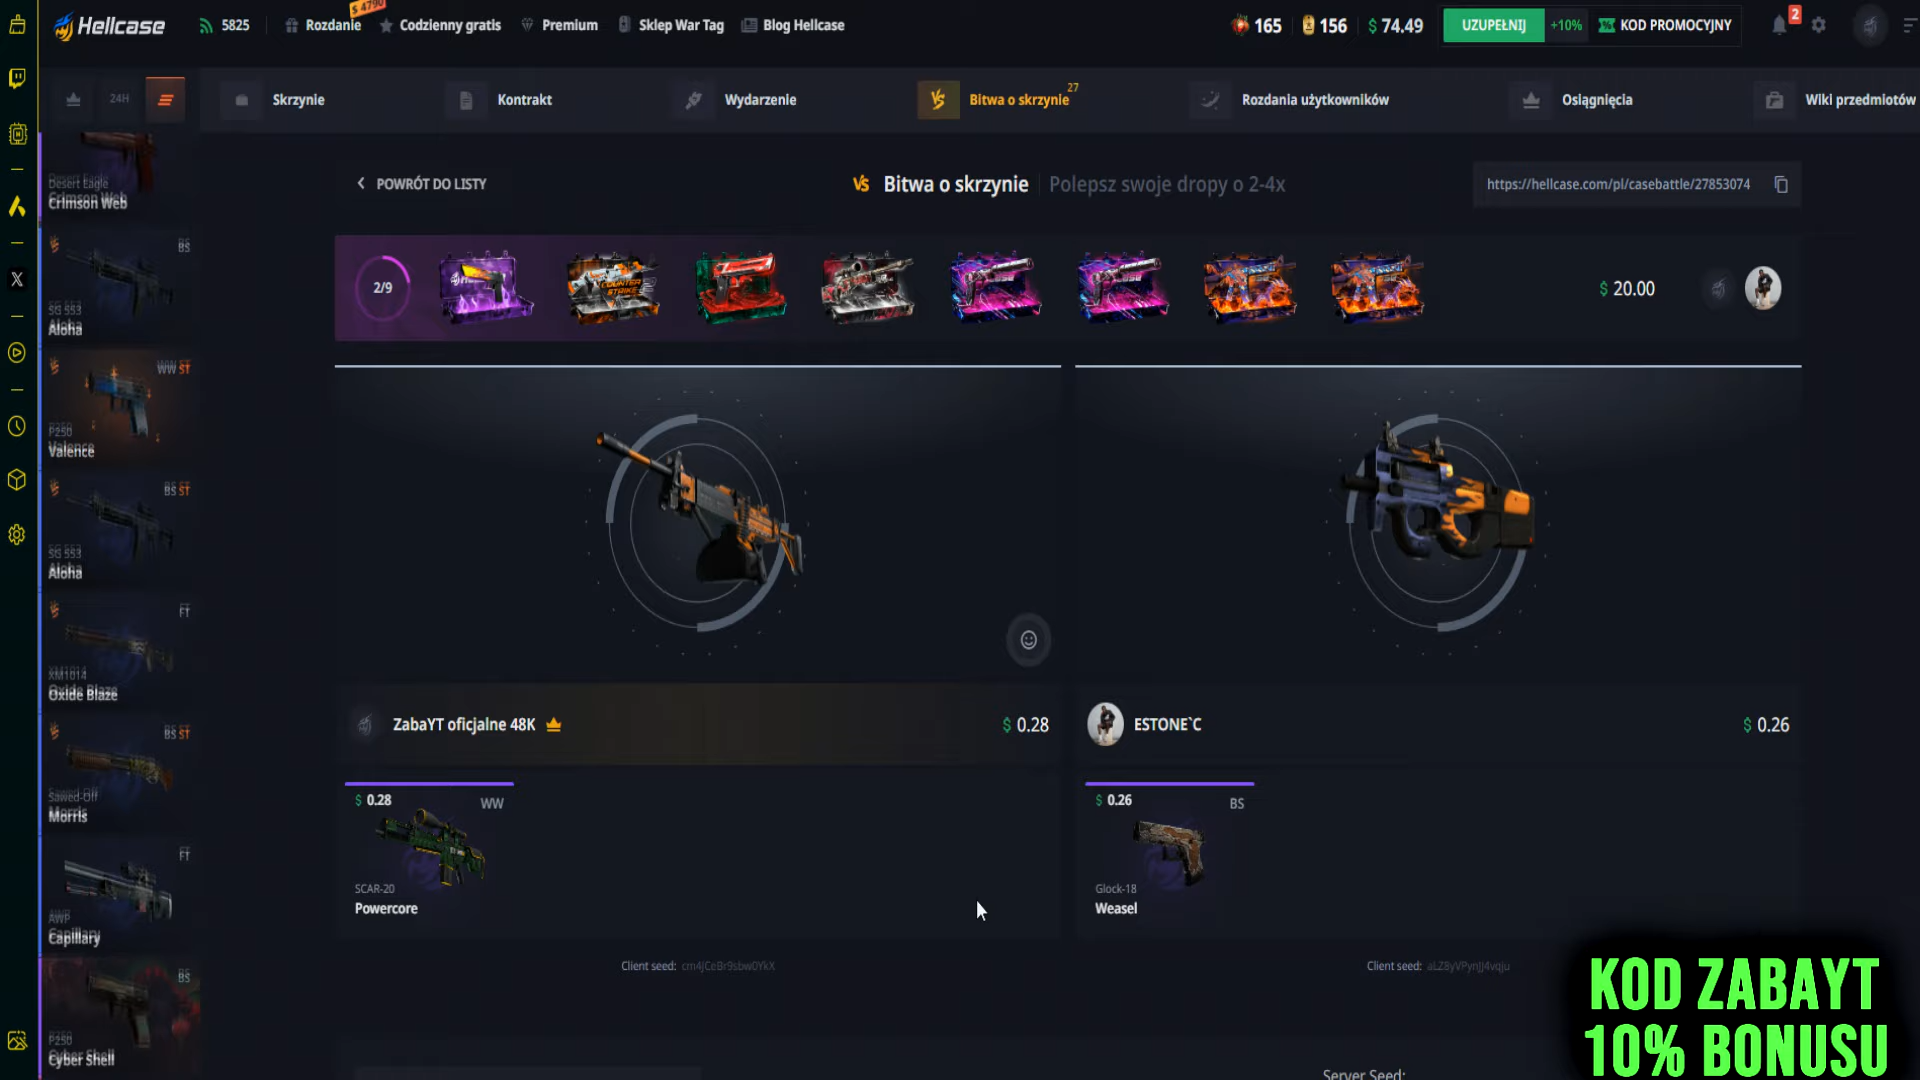 Hellcase
5825
Rozdanie
$ 4790
Codzienny gratis
Premium
Sklep War Tag
Blog Hellcase
165
156
$ 74.49
UZUPEŁNIJ
+10%
KOD PROMOCYJNY
2
24H
Skrzynie
Kontrakt
Wydarzenie
Bitwa o skrzynie
27
Rozdania użytkowników
Osiągnięcia
Wiki przedmiotów
POWRÓT DO LISTY
VS Bitwa o skrzynie
Polepsz swoje dropy o 2-4x
https://hellcase.com/pl/casebattle/27853074
2/9
$ 20.00
Desert Eagle
Crimson Web
BS
SG 553
Aloha
WW ST
P250
Valence
BS ST
SG 553
Aloha
FT
XM1014
Oxide Blaze
BS ST
Sawed-Off
Morris
FT
AWP
Capillary
BS
P250
Cyber Shell
ZabaYT oficjalne 48K
$ 0.28
ESTONE`C
$ 0.26
$ 0.28
WW
SCAR-20
Powercore
$ 0.26
BS
Glock-18
Weasel
Client seed: cm4JCeBr9sbw0YkX
Client seed: aLZ8yVPynJJ4vqju
Server Seed:
KOD ZABAYT
10% BONUSU